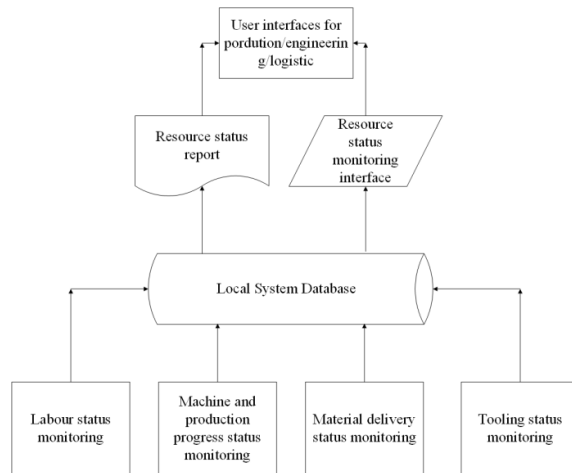 User interfaces for
pordution/engineerin
g/logistic
Resource status
report
Resource
status
monitoring
interface
Local System Database
Labour status
monitoring
Machine and
production
progress status
monitoring
Material delivery
status monitoring
Tooling status
monitoring